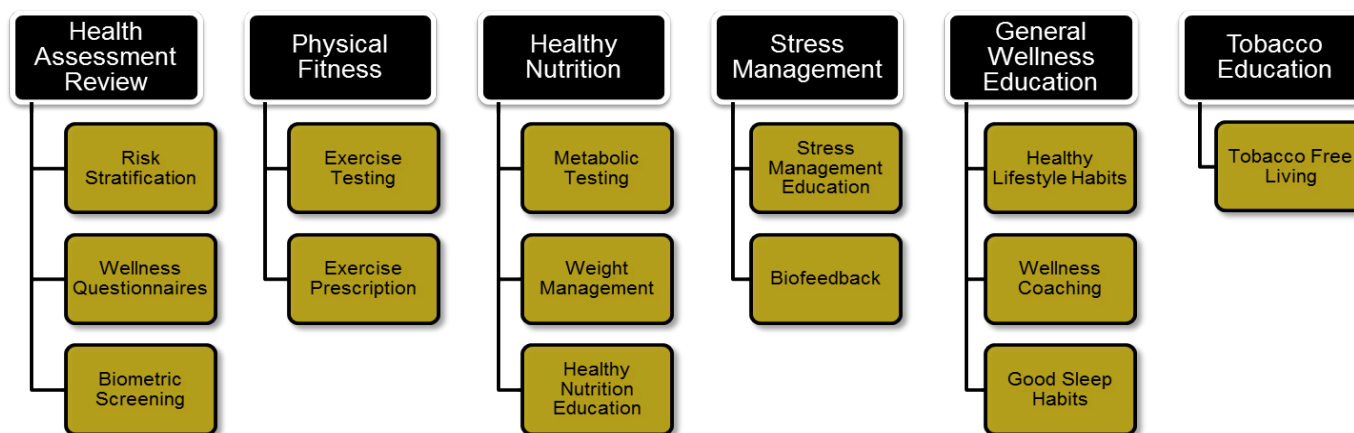 Health
Assessment
Review
Risk
Stratification
Wellness
Questionnaires
Biometric
Screening
Physical
Fitness
Exercise
Testing
Exercise
Prescription
Healthy
Nutrition
Metabolic
Testing
Weight
Management
Healthy
Nutrition
Education
Stress
Management
Stress
Management
Education
Biofeedback
General
Wellness
Education
Healthy
Lifestyle Habits
Wellness
Coaching
Good Sleep
Habits
Tobacco
Education
Tobacco Free
Living